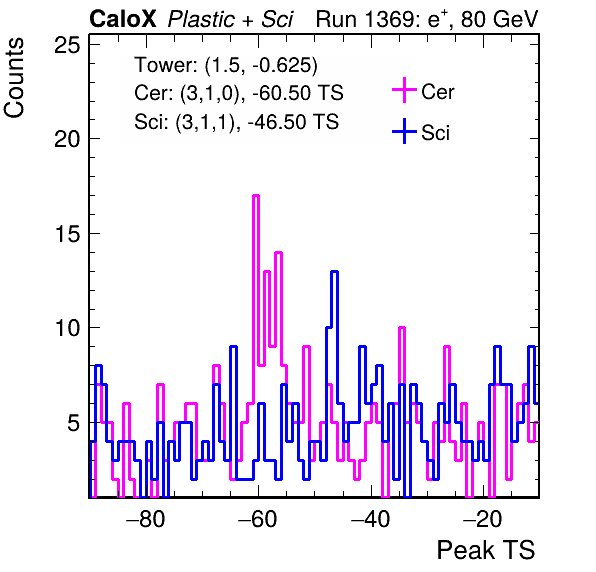 CaloX Plastic + Sci Run 1369: e⁺, 80 GeV
Counts
25
20
15
10
5
Tower: (1.5, -0.625)
Cer: (3,1,0), -60.50 TS
Sci: (3,1,1), -46.50 TS
Cer
Sci
−80 −60 −40 −20
Peak TS